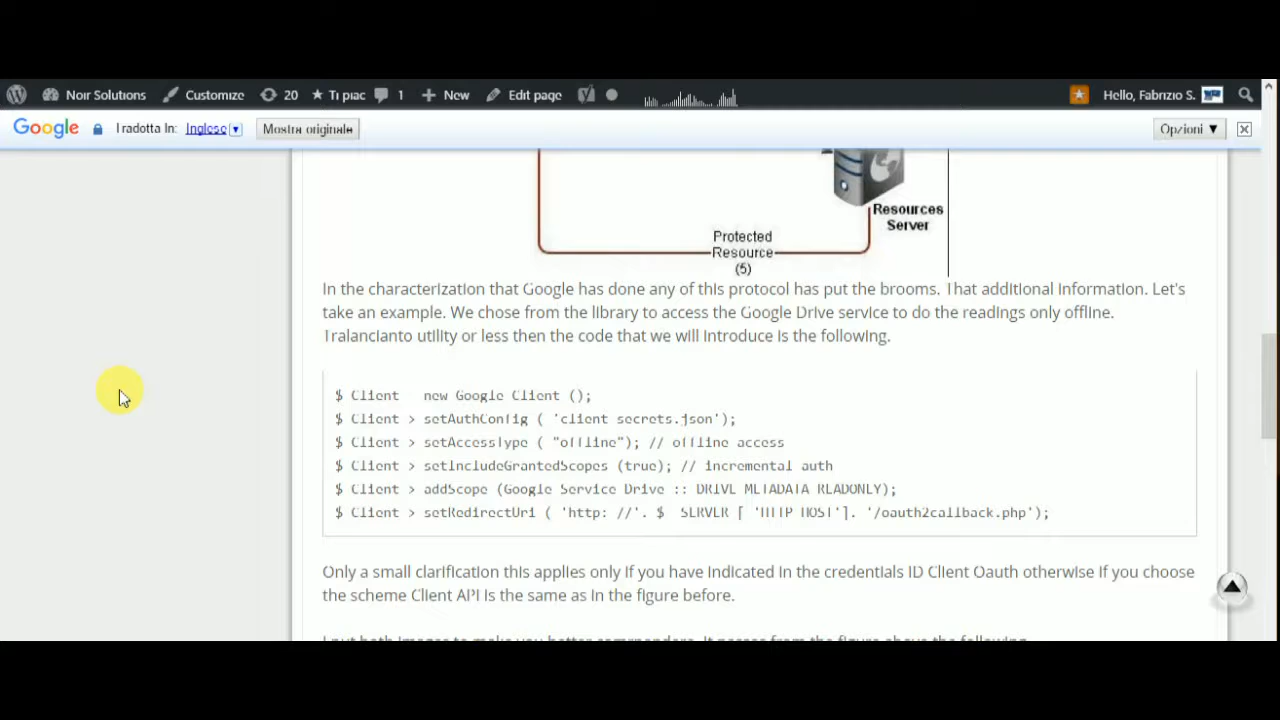 Noir Solutions Customize 20 Ti piac 1 New Edit page Hello, Fabrizio S.
Google Tradotta in: Inglese Mostra originale Opzioni ▼
Resources
Server
Protected
Resource
(5)
In the characterization that Google has done any of this protocol has put the brooms. That additional information. Let's
take an example. We chose from the library to access the Google Drive service to do the readings only offline.
Tralancianto utility or less then the code that we will introduce is the following.
$ Client new Google Client ();
$ Client > setAuthConfig ( 'client secrets.json');
$ Client > setAccessType ( "offline"); // offline access
$ Client > setIncludeGrantedScopes (true); // incremental auth
$ Client > addScope (Google Service Drive :: DRIVE METADATA READONLY);
$ Client > setRedirectUri ( 'http: //'. $ SERVER [ 'HTTP HOST']. '/oauth2callback.php');
Only a small clarification this applies only if you have indicated in the credentials ID Client Oauth otherwise if you choose
the scheme Client API is the same as in the figure before.